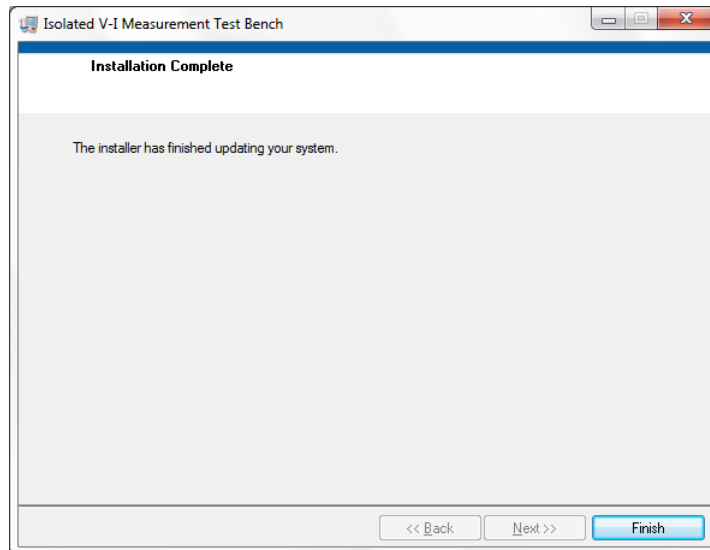 Isolated V-I Measurement Test Bench
Installation Complete
The installer has finished updating your system.
<< Back Next >> Finish